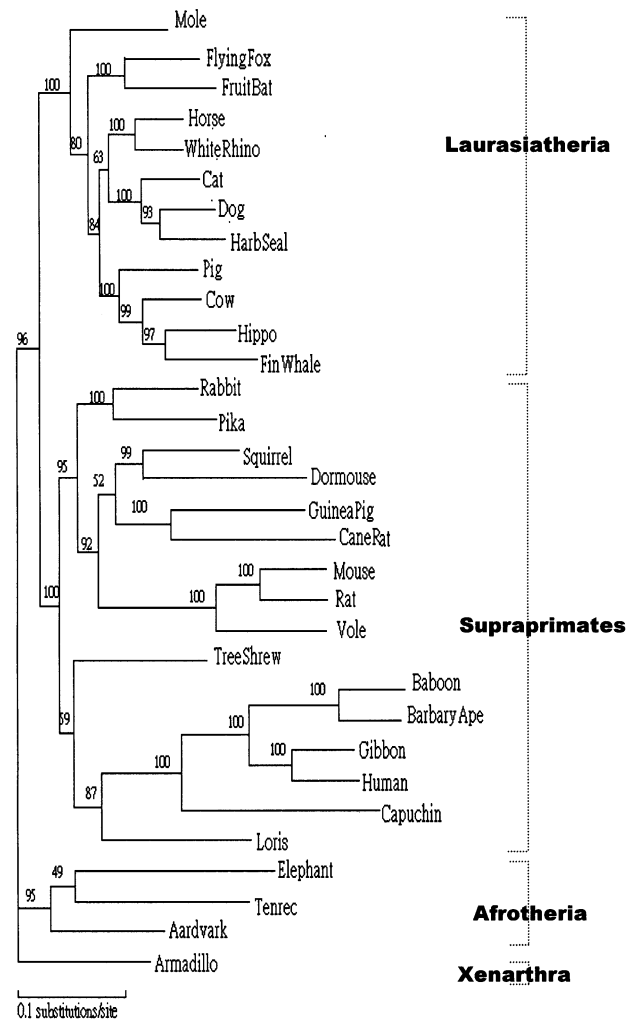 Mole
100
FlyingFox
100
FruitBat
Horse
100
WhiteRhino
Laurasiatheria
80
63
Cat
100
93
Dog
84
HarbSeal
Pig
100
Cow
99
97
Hippo
96
FinWhale
Rabbit
100
Pika
99
Squirrel
95
52
Dormouse
100
GuineaPig
CaneRat
92
100
Mouse
100
100
Rat
Vole
Supraprimates
TreeShrew
100
Baboon
59
100
BarbaryApe
100
Gibbon
100
Human
87
Capuchin
Loris
49
Elephant
95
Tenrec
Afrotheria
Aardvark
Armadillo
Xenarthra
0.1 substitutions/site